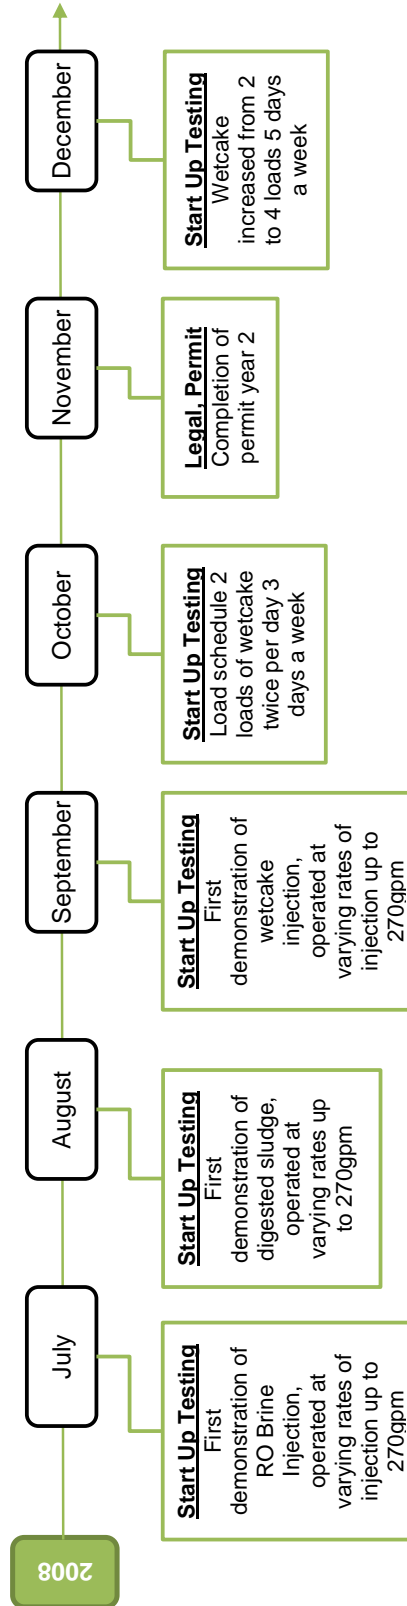 2008
July
Start Up Testing
First
demonstration of
RO Brine
Injection,
operated at
varying rates of
injection up to
270gpm
August
Start Up Testing
First
demonstration of
digested sludge,
operated at
varying rates up
to 270gpm
September
Start Up Testing
First
demonstration of
wetcake
injection,
operated at
varying rates of
injection up to
270gpm
October
Start Up Testing
Load schedule 2
loads of wetcake
twice per day 3
days a week
November
Legal, Permit
Completion of
permit year 2
December
Start Up Testing
Wetcake
increased from 2
to 4 loads 5 days
a week